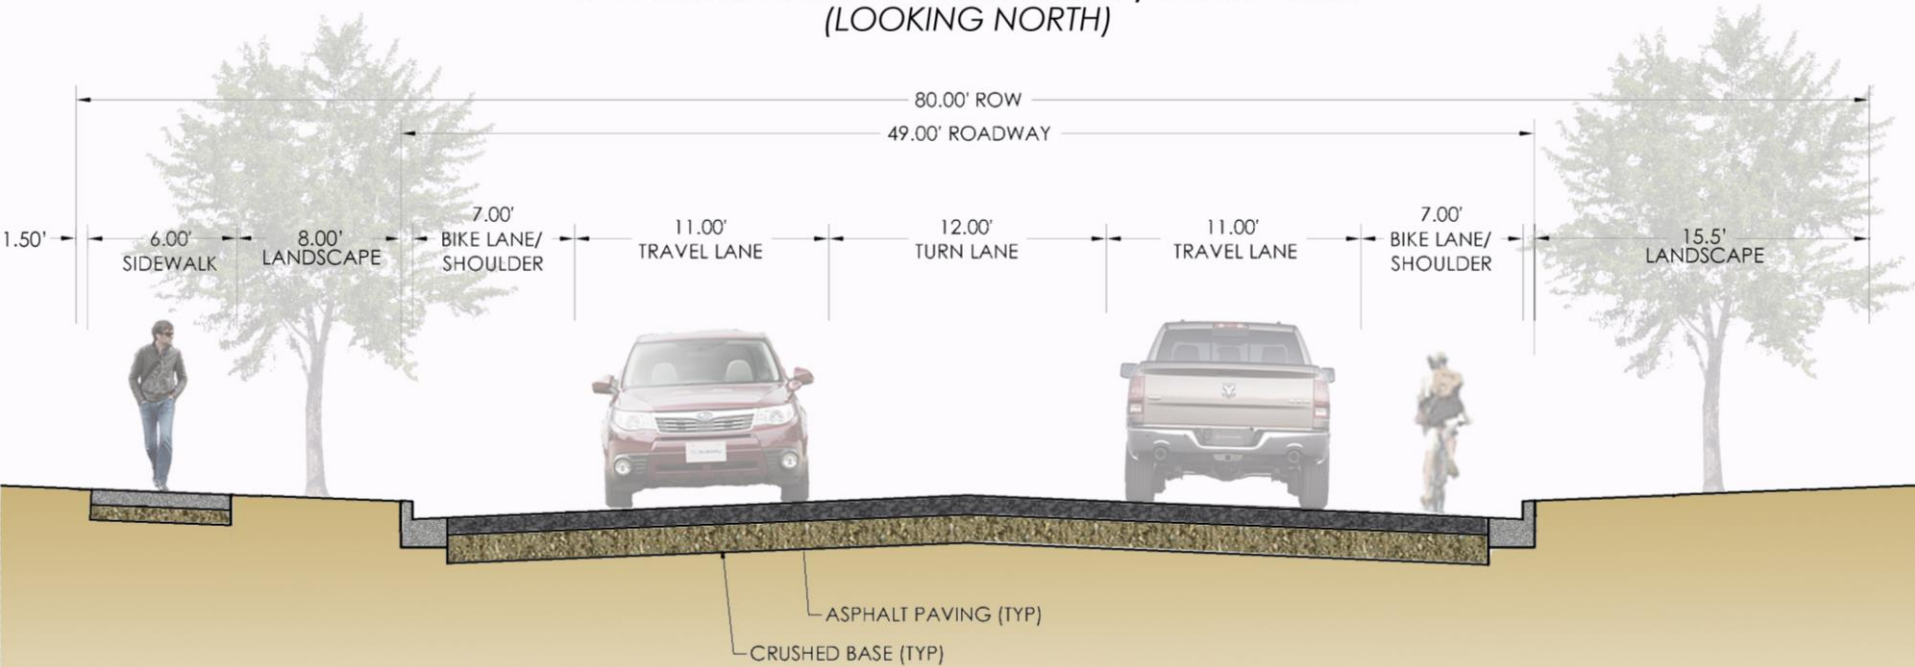 (LOOKING NORTH)
80.00' ROW
49.00' ROADWAY
1.50'
6.00'
SIDEWALK
8.00'
LANDSCAPE
7.00'
BIKE LANE/
SHOULDER
11.00'
TRAVEL LANE
12.00'
TURN LANE
11.00'
TRAVEL LANE
7.00'
BIKE LANE/
SHOULDER
15.5'
LANDSCAPE
ASPHALT PAVING (TYP)
CRUSHED BASE (TYP)